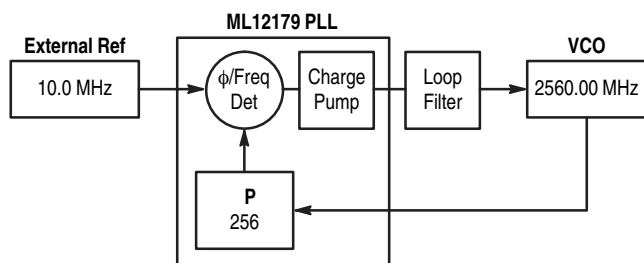 ML12179 PLL
External Ref
10.0 MHz
ϕ/Freq
Det
Charge
Pump
Loop
Filter
VCO
2560.00 MHz
P
256